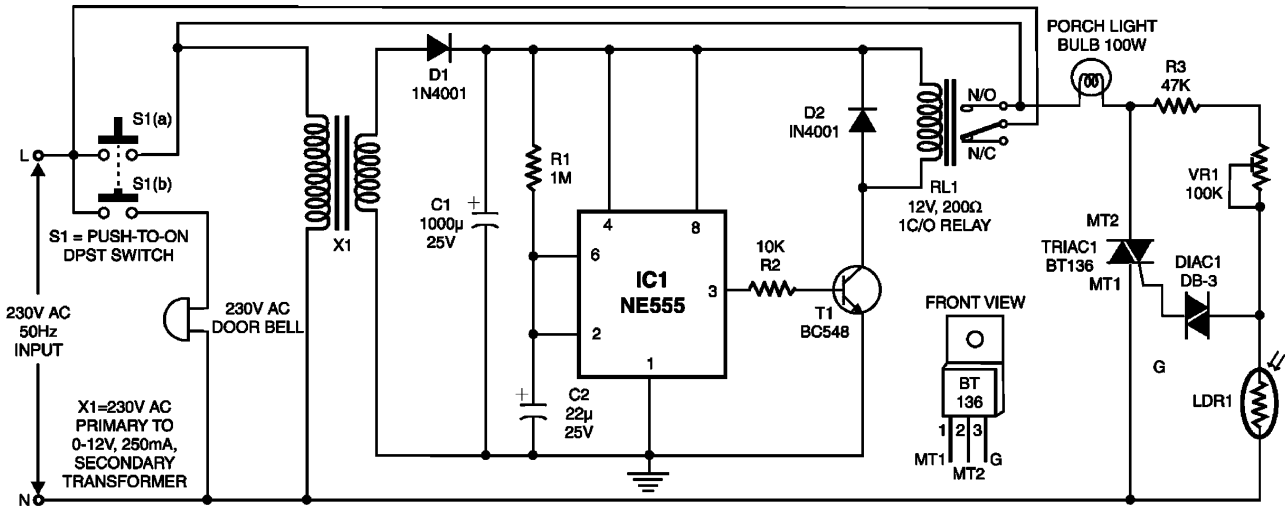 PORCH LIGHT
BULB 100W
D1
1N4001
R3
47K
S1(a)
L
S1(b)
S1 = PUSH-TO-ON
DPST SWITCH
X1
R1
1M
C1
1000µ
25V
+
4
8
D2
IN4001
N/O
N/C
RL1
12V, 200Ω
1C/O RELAY
VR1
100K
6
IC1
NE555
3
2
1
10K
R2
T1
BC548
MT2
TRIAC1
BT136
MT1
DIAC1
DB-3
G
230V AC
50Hz
INPUT
230V AC
DOOR BELL
FRONT VIEW
BT
136
1 2 3
MT1
MT2
G
LDR1
+
C2
22µ
25V
X1=230V AC
PRIMARY TO
0-12V, 250mA,
SECONDARY
TRANSFORMER
N